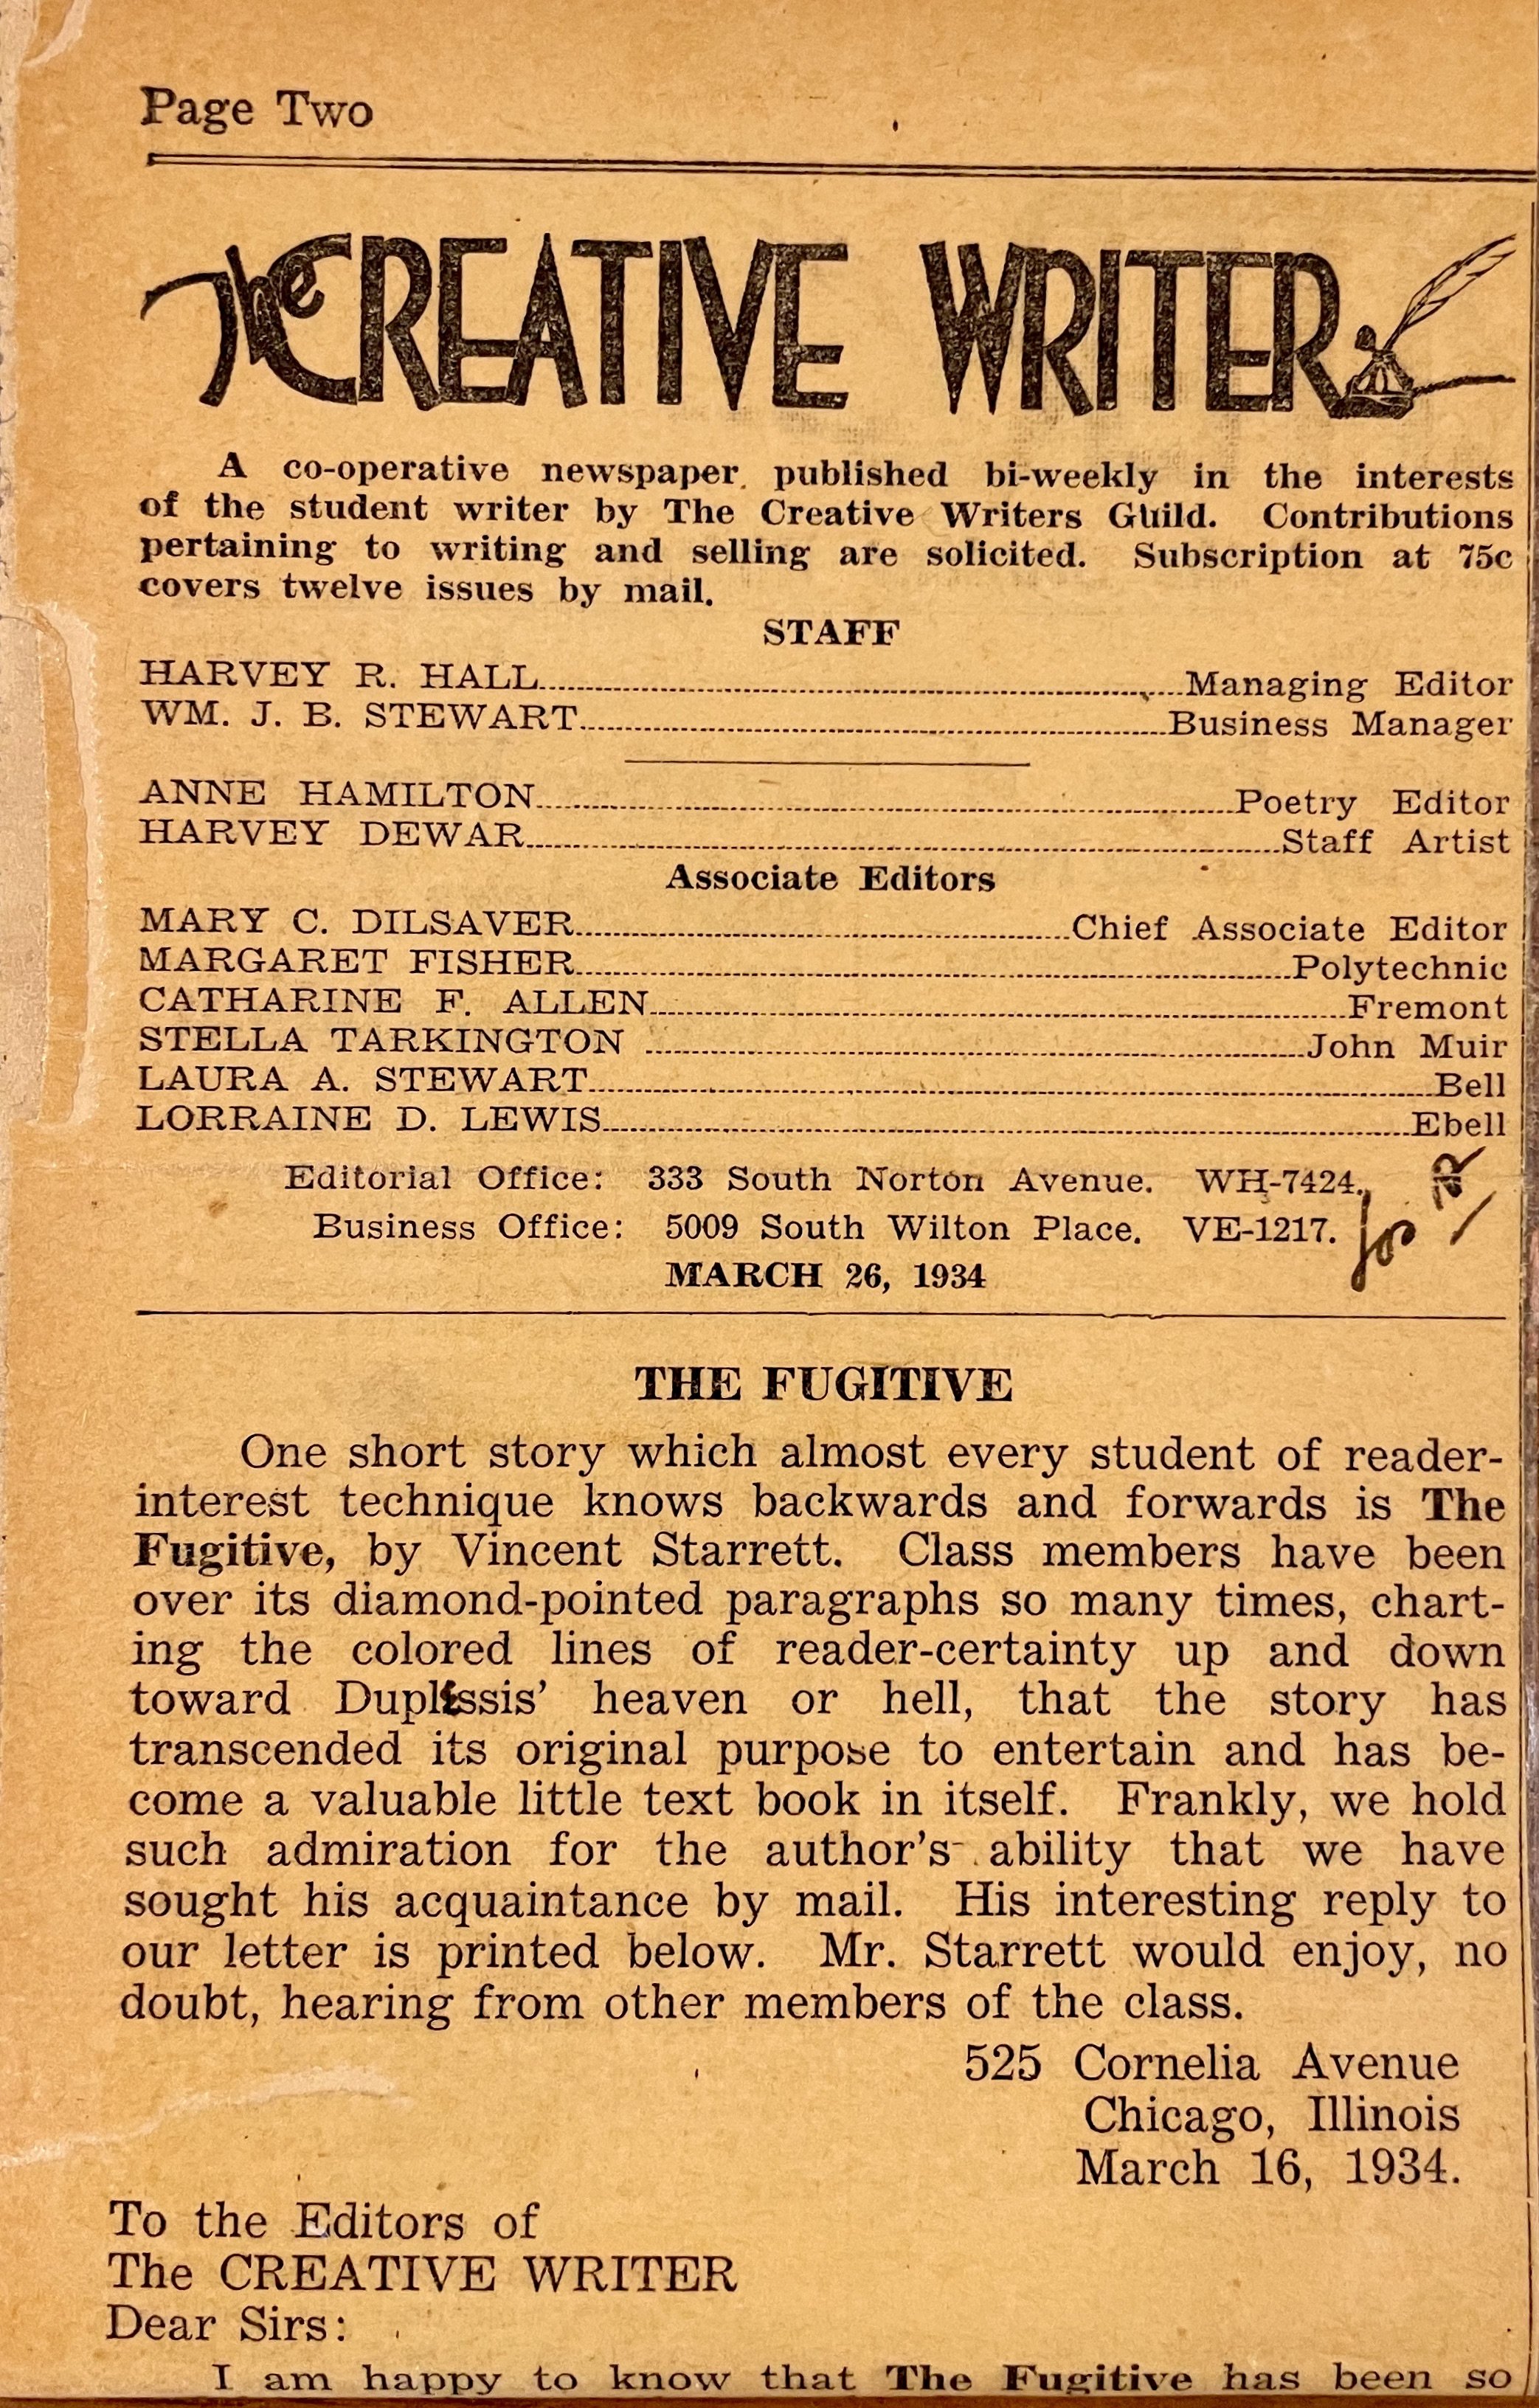 Page Two
The CREATIVE WRITER
A co-operative newspaper published bi-weekly in the interests
of the student writer by The Creative Writers Guild. Contributions
pertaining to writing and selling are solicited. Subscription at 75c
covers twelve issues by mail.
STAFF
HARVEY R. HALL Managing Editor
WM. J. B. STEWART Business Manager
ANNE HAMILTON Poetry Editor
HARVEY DEWAR Staff Artist
Associate Editors
MARY C. DILSAVER Chief Associate Editor
MARGARET FISHER Polytechnic
CATHARINE F. ALLEN Fremont
STELLA TARKINGTON John Muir
LAURA A. STEWART Bell
LORRAINE D. LEWIS Ebell
Editorial Office: 333 South Norton Avenue. WH-7424.
Business Office: 5009 South Wilton Place. VE-1217.
MARCH 26, 1934
THE FUGITIVE
One short story which almost every student of reader-
interest technique knows backwards and forwards is The
Fugitive, by Vincent Starrett. Class members have been
over its diamond-pointed paragraphs so many times, chart-
ing the colored lines of reader-certainty up and down
toward heaven or hell, that the story has
transcended its original purpose to entertain and has be-
come a valuable little text book in itself. Frankly, we hold
such admiration for the author's ability that we have
sought his acquaintance by mail. His interesting reply to
our letter is printed below. Mr. Starrett would enjoy, no
doubt, hearing from other members of the class.
525 Cornelia Avenue
Chicago, Illinois
March 16, 1934.
To the Editors of
The CREATIVE WRITER
Dear Sirs:
I am happy to know that The Fugitive has been so